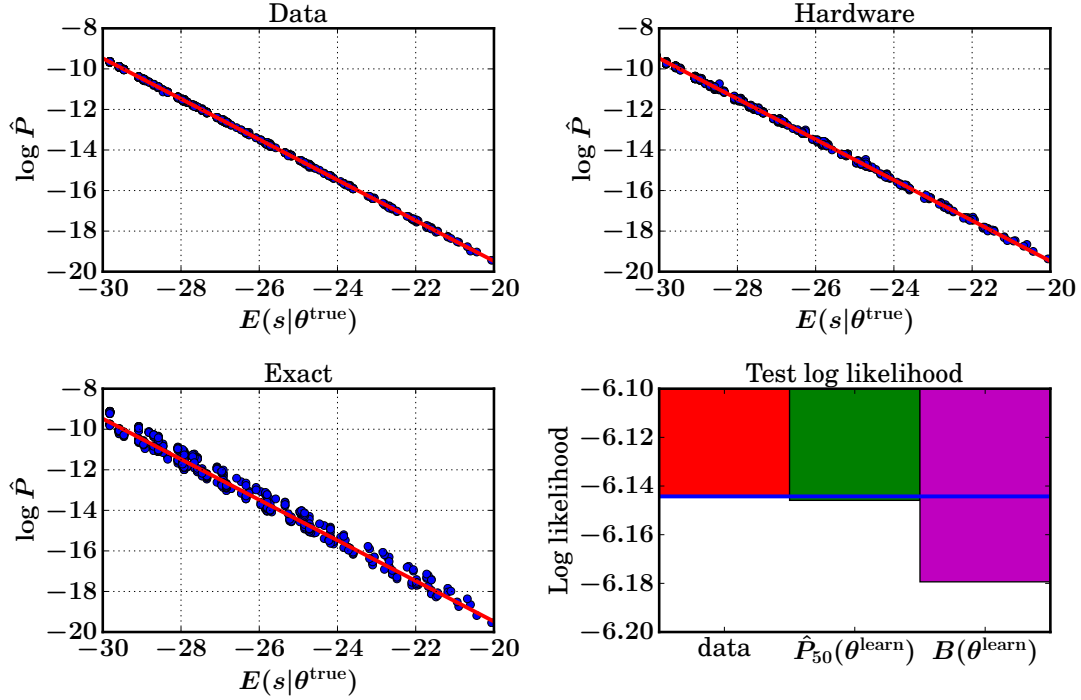 Data
−8
−10
−12
−14
−16
−18
−20
log P̂
−30 −28 −26 −24 −22 −20
E(s|θ^true)
Hardware
−8
−10
−12
−14
−16
−18
−20
log P̂
−30 −28 −26 −24 −22 −20
E(s|θ^true)
Exact
−8
−10
−12
−14
−16
−18
−20
log P̂
−30 −28 −26 −24 −22 −20
E(s|θ^true)
Test log likelihood
−6.10
−6.12
−6.14
−6.16
−6.18
−6.20
Log likelihood
data P̂₅₀(θ^learn) B(θ^learn)